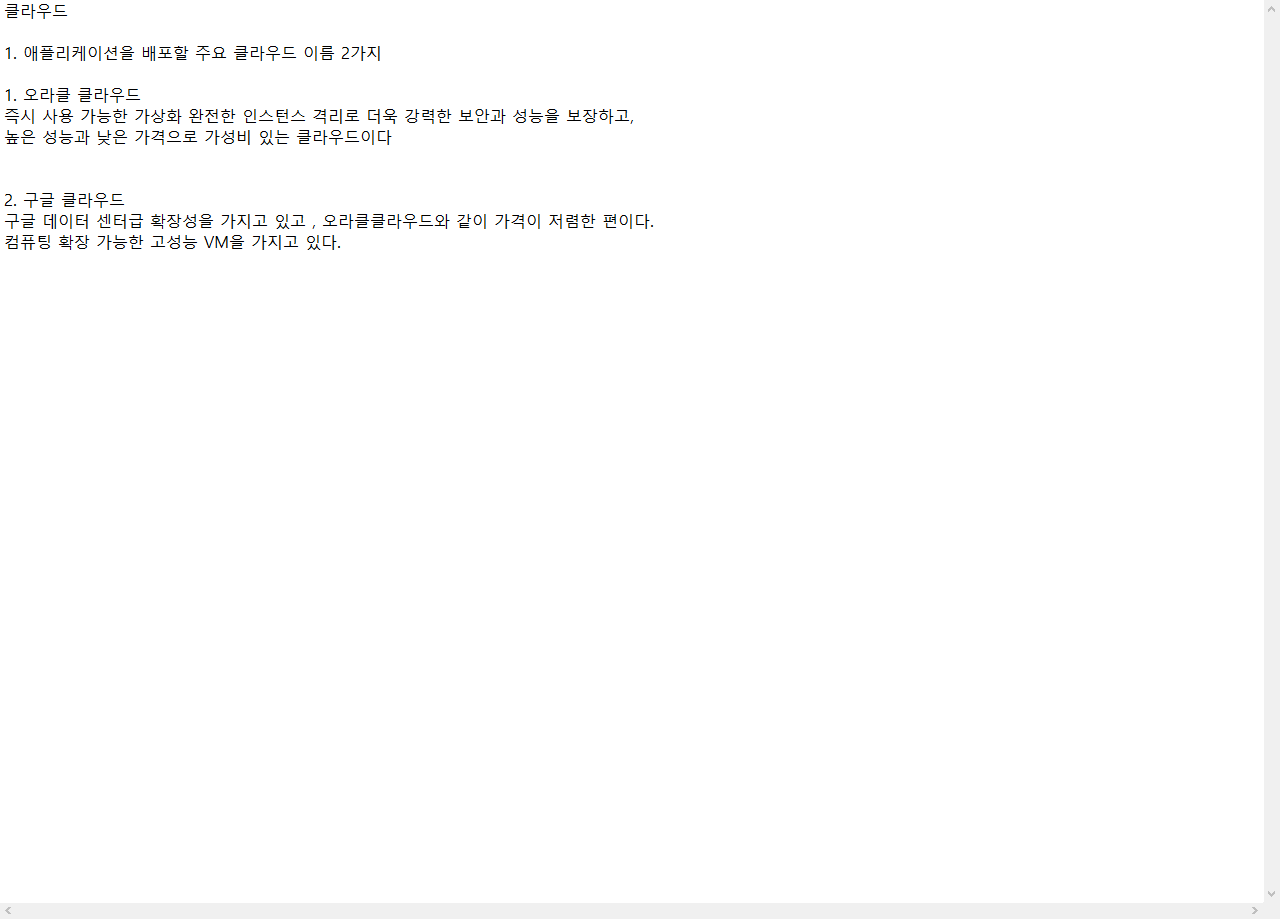 클라우드
1. 애플리케이션을 배포할 주요 클라우드 이름 2가지
1. 오라클 클라우드
즉시 사용 가능한 가상화 완전한 인스턴스 격리로 더욱 강력한 보안과 성능을 보장하고,
높은 성능과 낮은 가격으로 가성비 있는 클라우드이다
2. 구글 클라우드
구글 데이터 센터급 확장성을 가지고 있고 , 오라클클라우드와 같이 가격이 저렴한 편이다.
컴퓨팅 확장 가능한 고성능 VM을 가지고 있다.